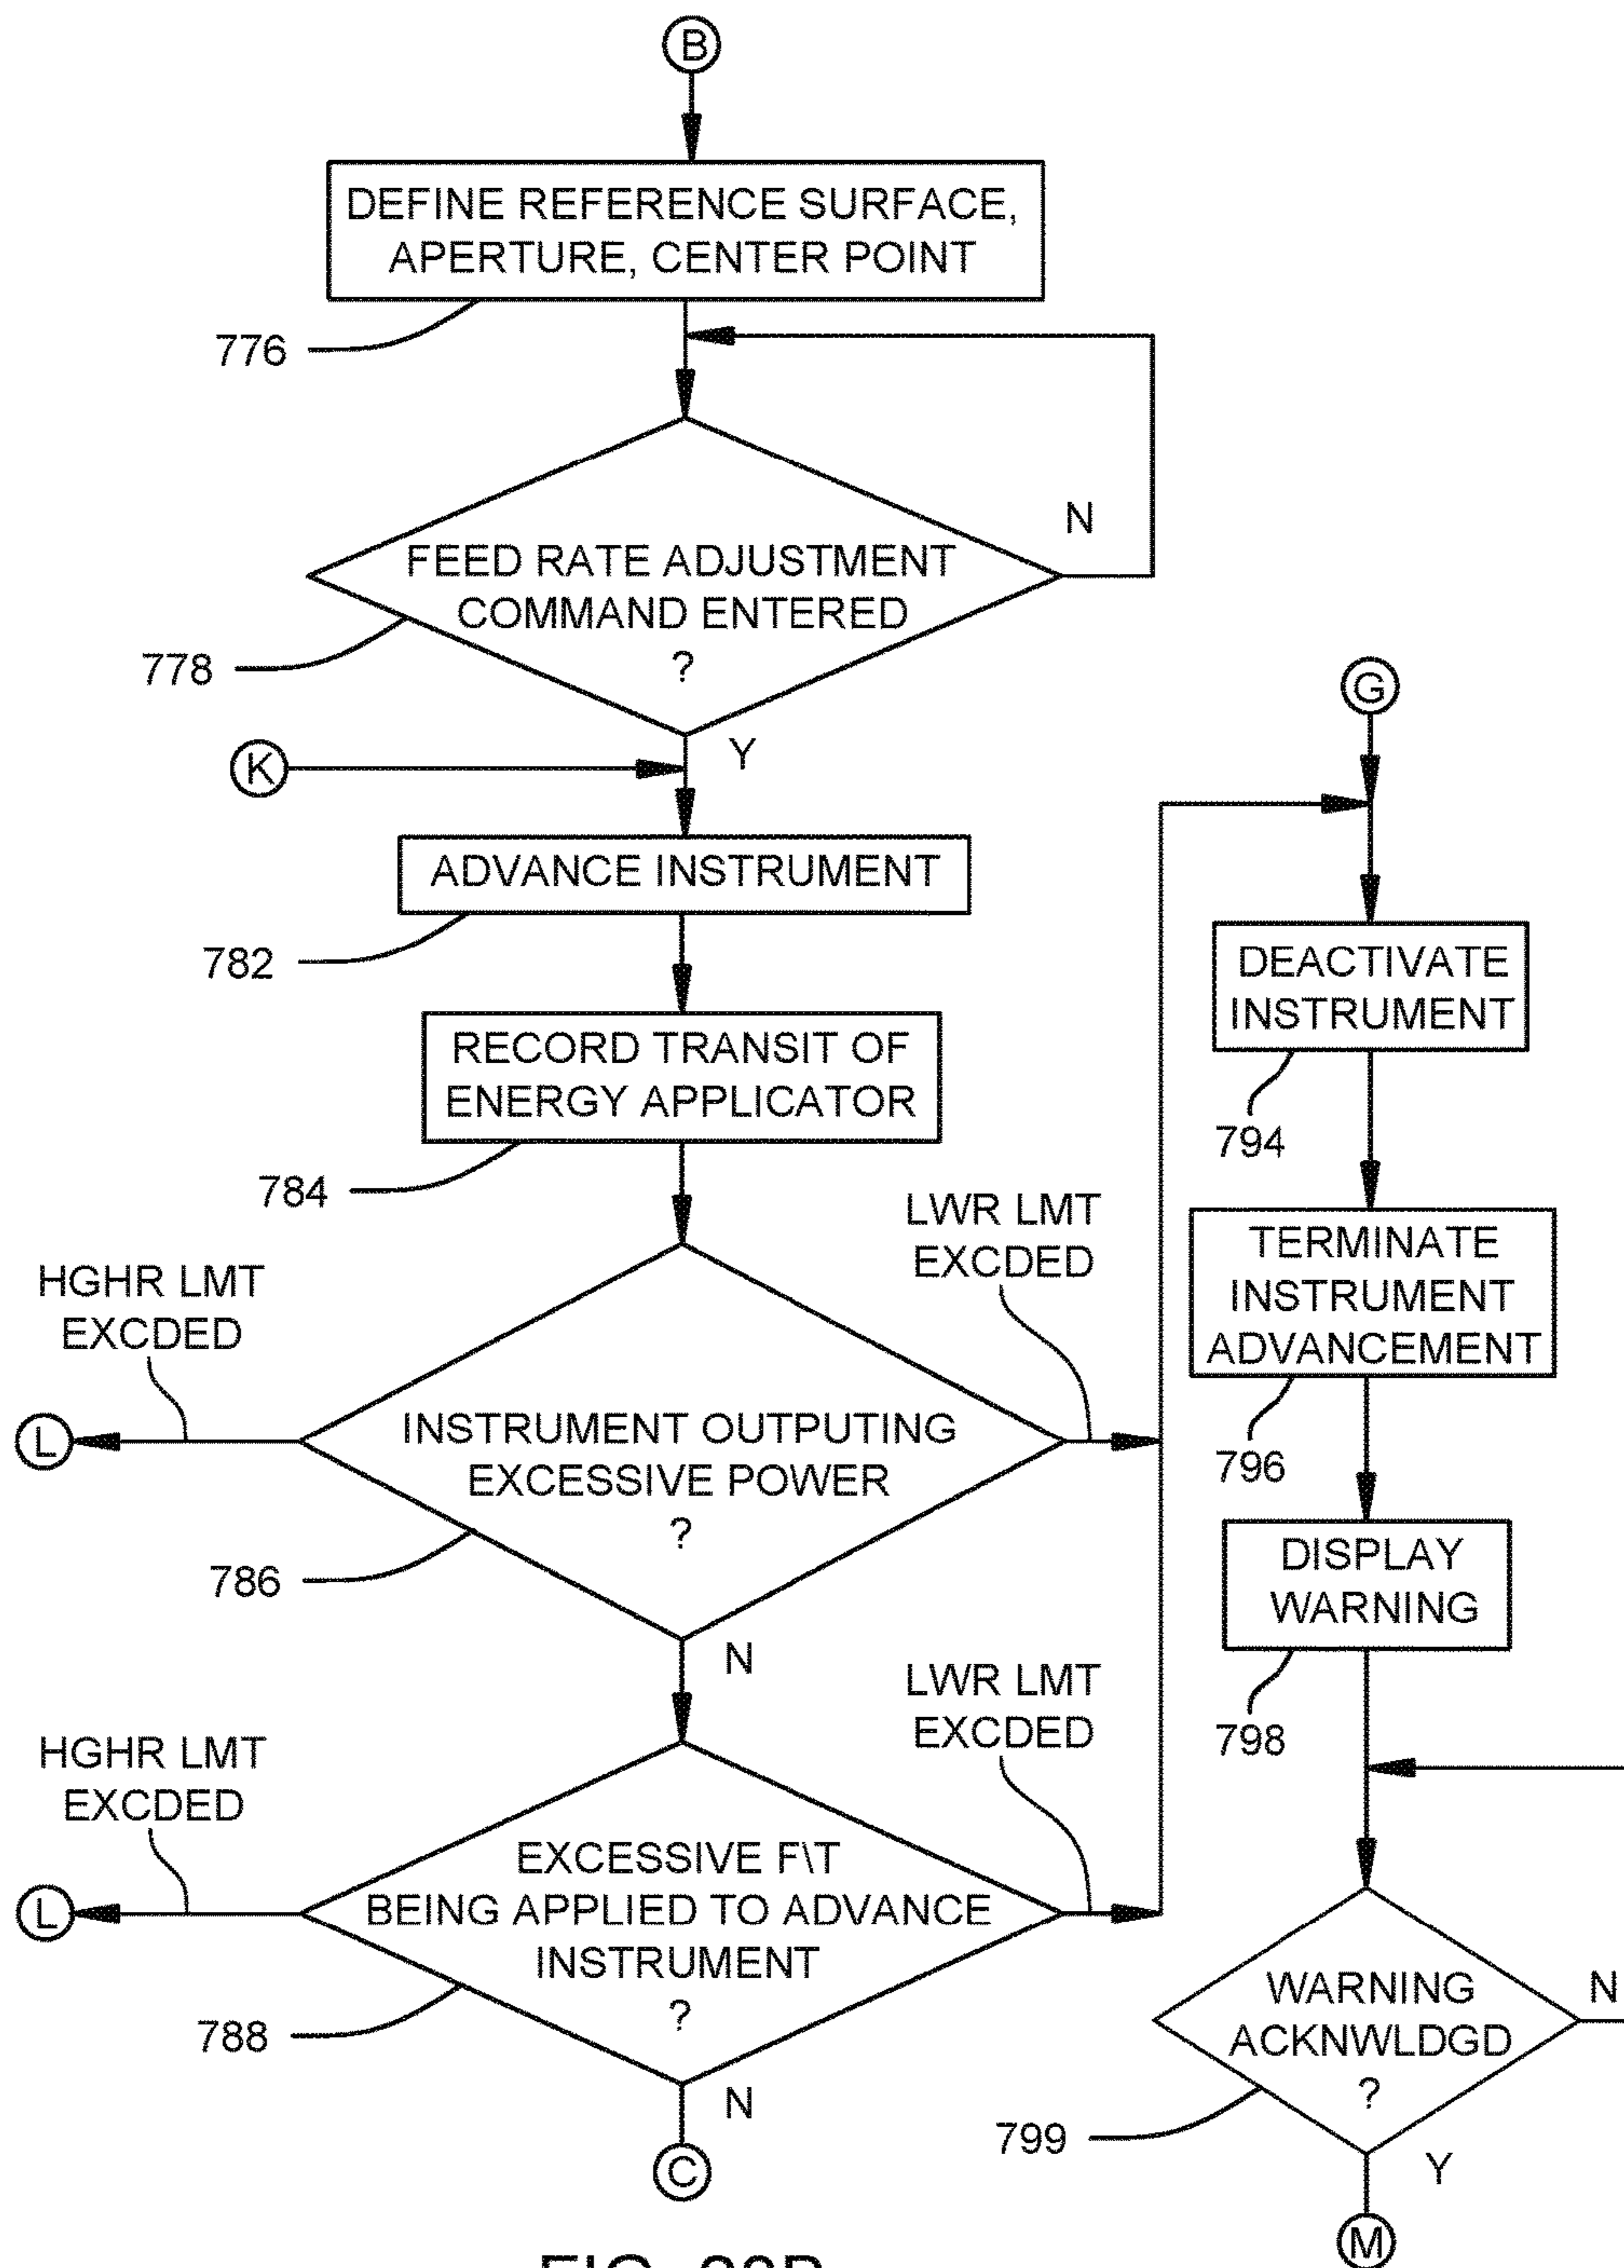 B
DEFINE REFERENCE SURFACE,
APERTURE, CENTER POINT
776
N
FEED RATE ADJUSTMENT
COMMAND ENTERED
?
778
Y
K
ADVANCE INSTRUMENT
782
RECORD TRANSIT OF
ENERGY APPLICATOR
784
HGHR LMT
EXCDED
LWR LMT
EXCDED
L
INSTRUMENT OUTPUTING
EXCESSIVE POWER
?
786
N
HGHR LMT
EXCDED
LWR LMT
EXCDED
L
EXCESSIVE F\T
BEING APPLIED TO ADVANCE
INSTRUMENT
?
788
N
C
G
DEACTIVATE
INSTRUMENT
794
TERMINATE
INSTRUMENT
ADVANCEMENT
796
DISPLAY
WARNING
798
WARNING
ACKNWLDGD
?
N
799
Y
M